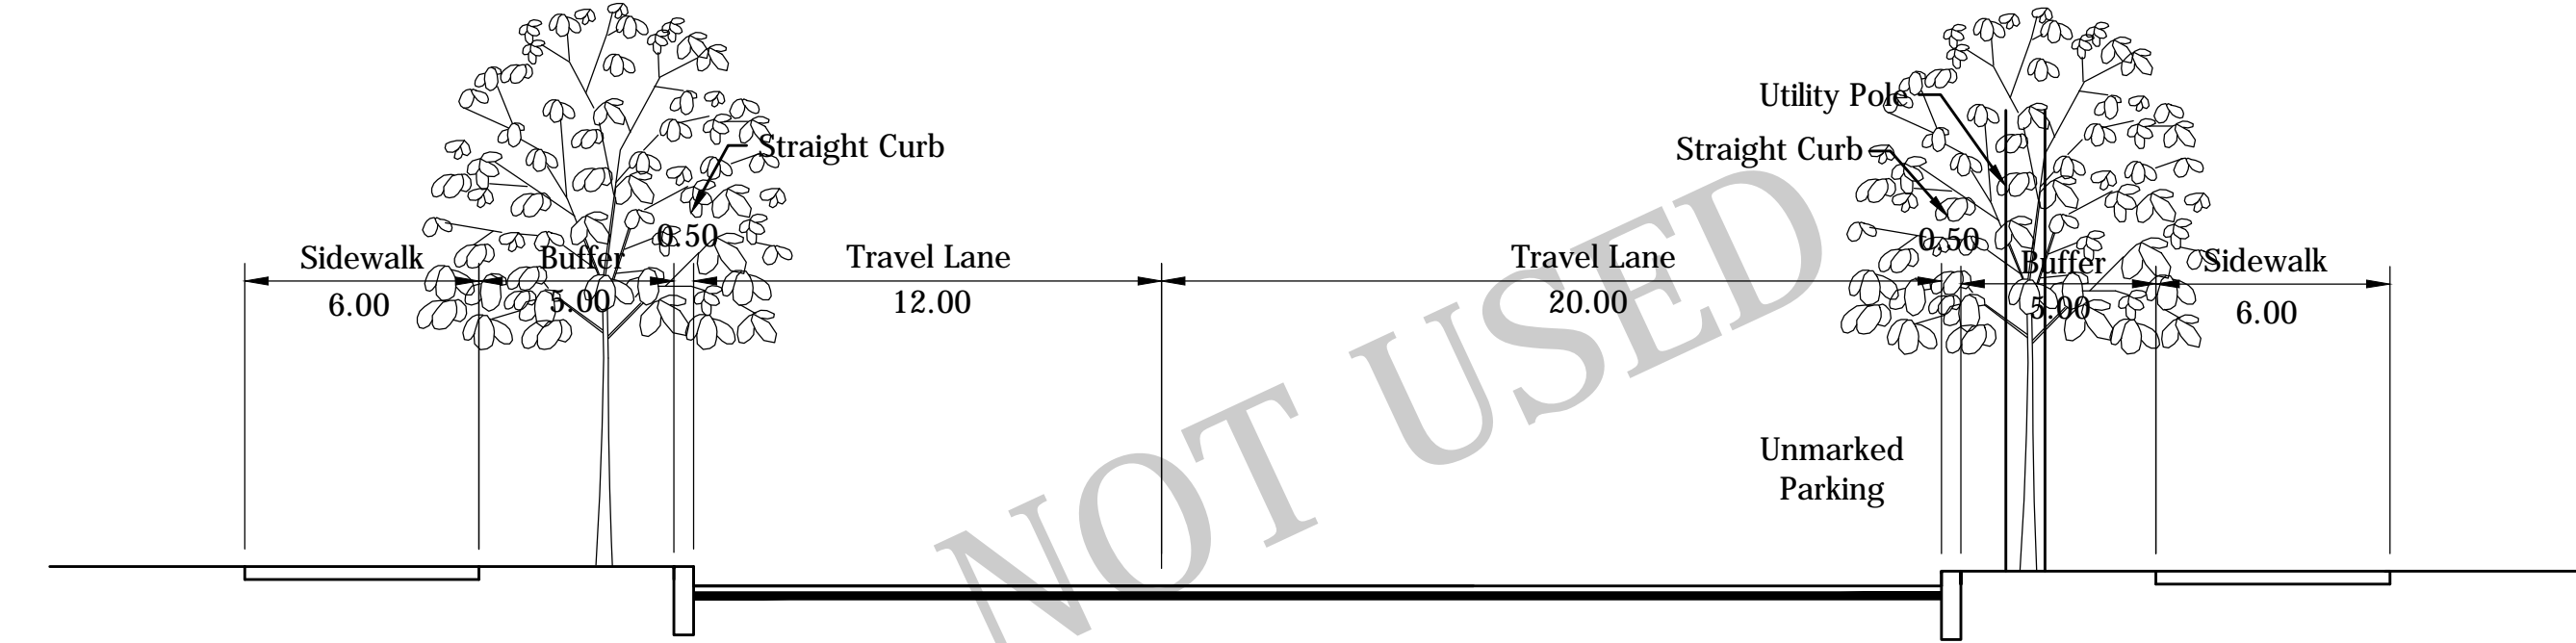 Utility Pole
Straight Curb
Straight Curb
0.50
0.50
Sidewalk
Buffer
Travel Lane
Travel Lane
Buffer
Sidewalk
6.00
5.00
12.00
20.00
5.00
6.00
Unmarked
Parking
NOT USED